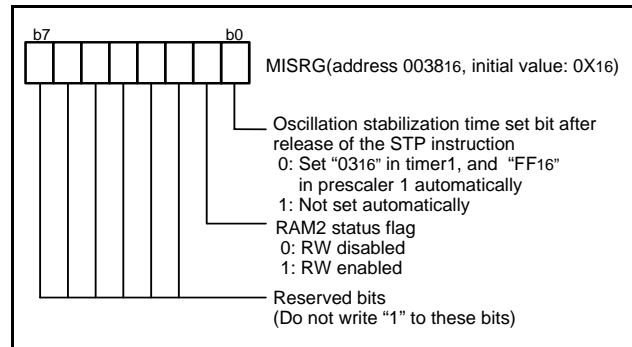 b7 b0
MISRG(address 003816, initial value: 0X16)
Oscillation stabilization time set bit after
release of the STP instruction
0: Set “0316” in timer1, and “FF16”
in prescaler 1 automatically
1: Not set automatically
RAM2 status flag
0: RW disabled
1: RW enabled
Reserved bits
(Do not write “1” to these bits)